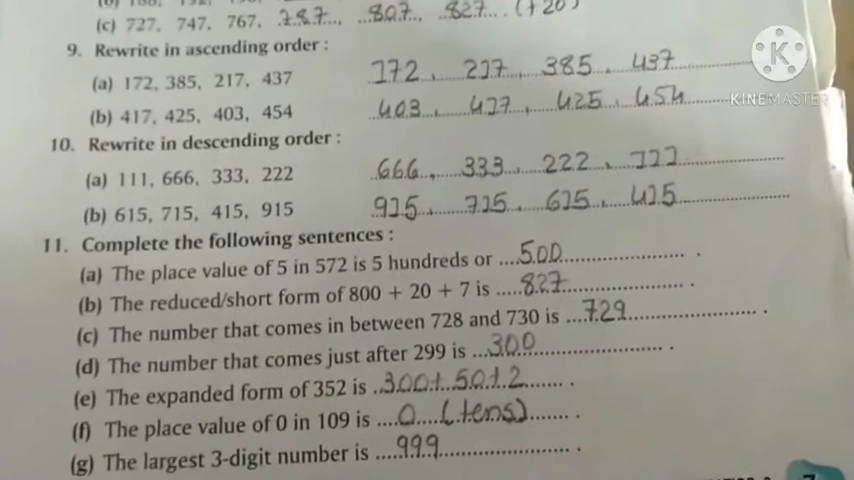 (c) 727, 747, 767, ..787.., ...807..., ..827... (+20)
9. Rewrite in ascending order :
(a) 172, 385, 217, 437 172, 217, 385, 437
K
KINEMASTER
(b) 417, 425, 403, 454 403, 417, 425, 454
10. Rewrite in descending order :
(a) 111, 666, 333, 222 666, 333, 222, 111
(b) 615, 715, 415, 915 915, 715, 615, 415
11. Complete the following sentences :
(a) The place value of 5 in 572 is 5 hundreds or ....500.................... .
(b) The reduced/short form of 800 + 20 + 7 is .....827.................... .
(c) The number that comes in between 728 and 730 is ....729.................... .
(d) The number that comes just after 299 is ...300.................... .
(e) The expanded form of 352 is ..300+50+2....... .
(f) The place value of 0 in 109 is ....0....(tens)....... .
(g) The largest 3-digit number is ....999.................... .